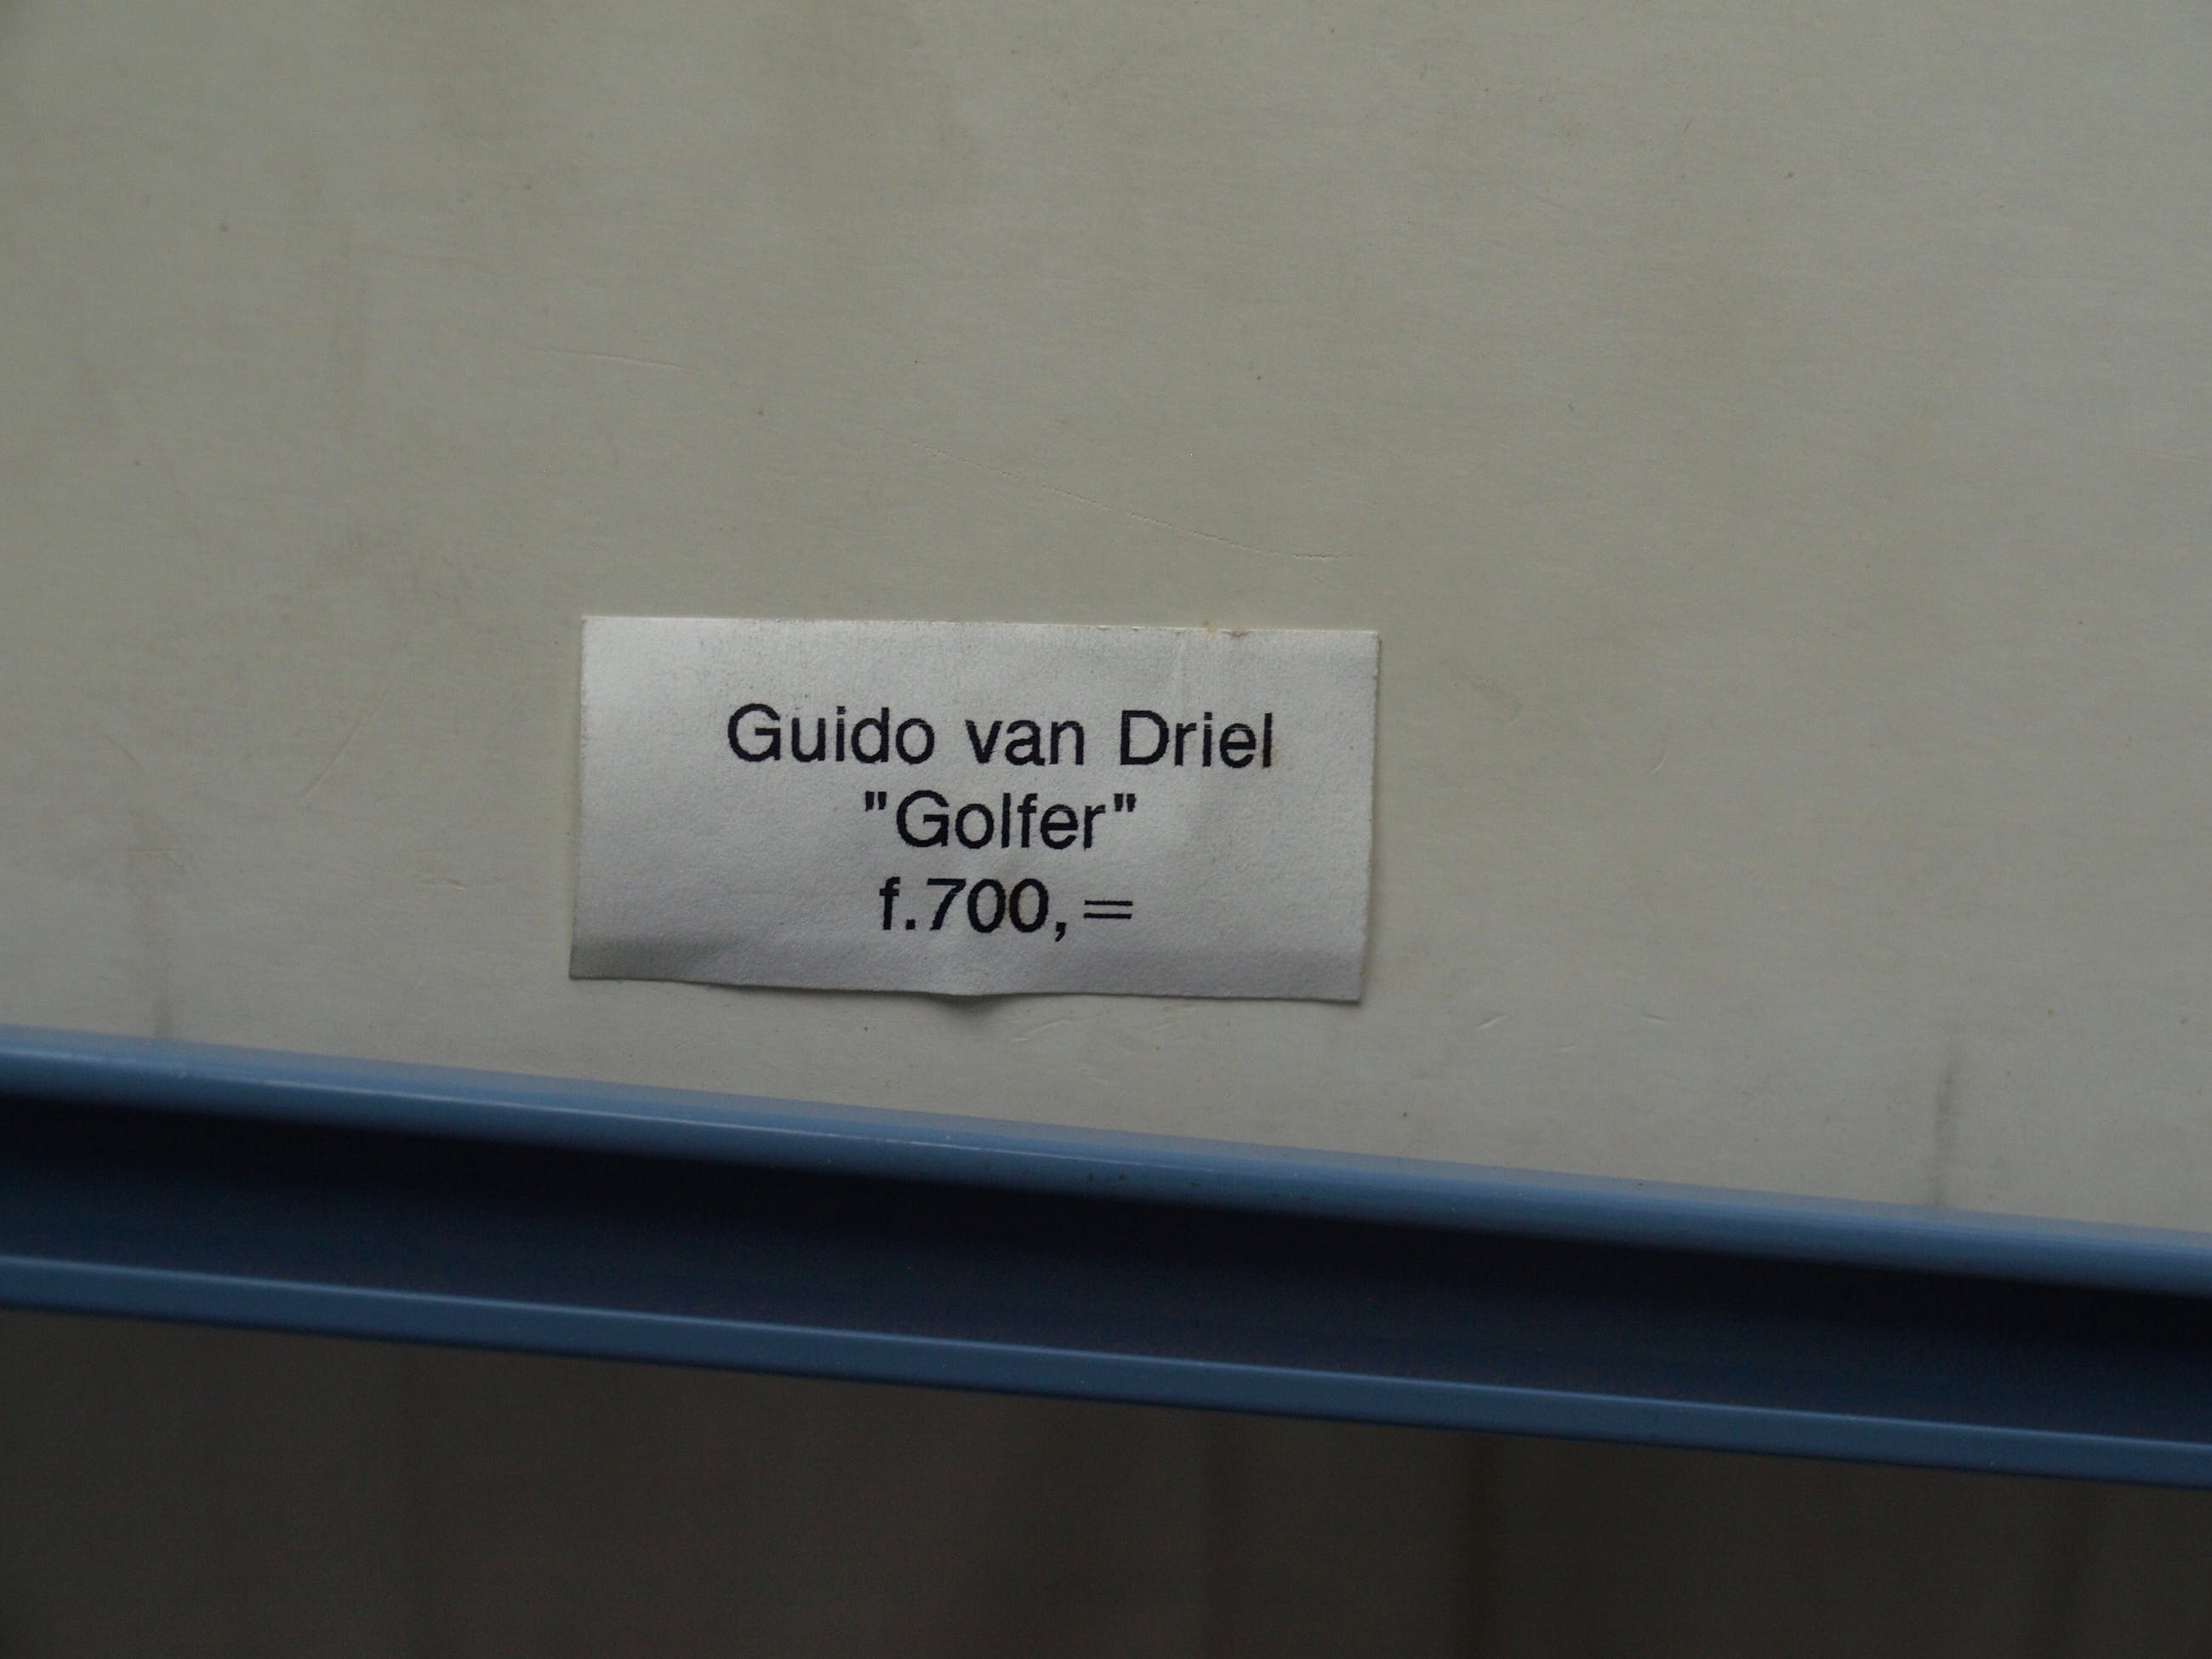 Guido van Driel
"Golfer"
f.700,=